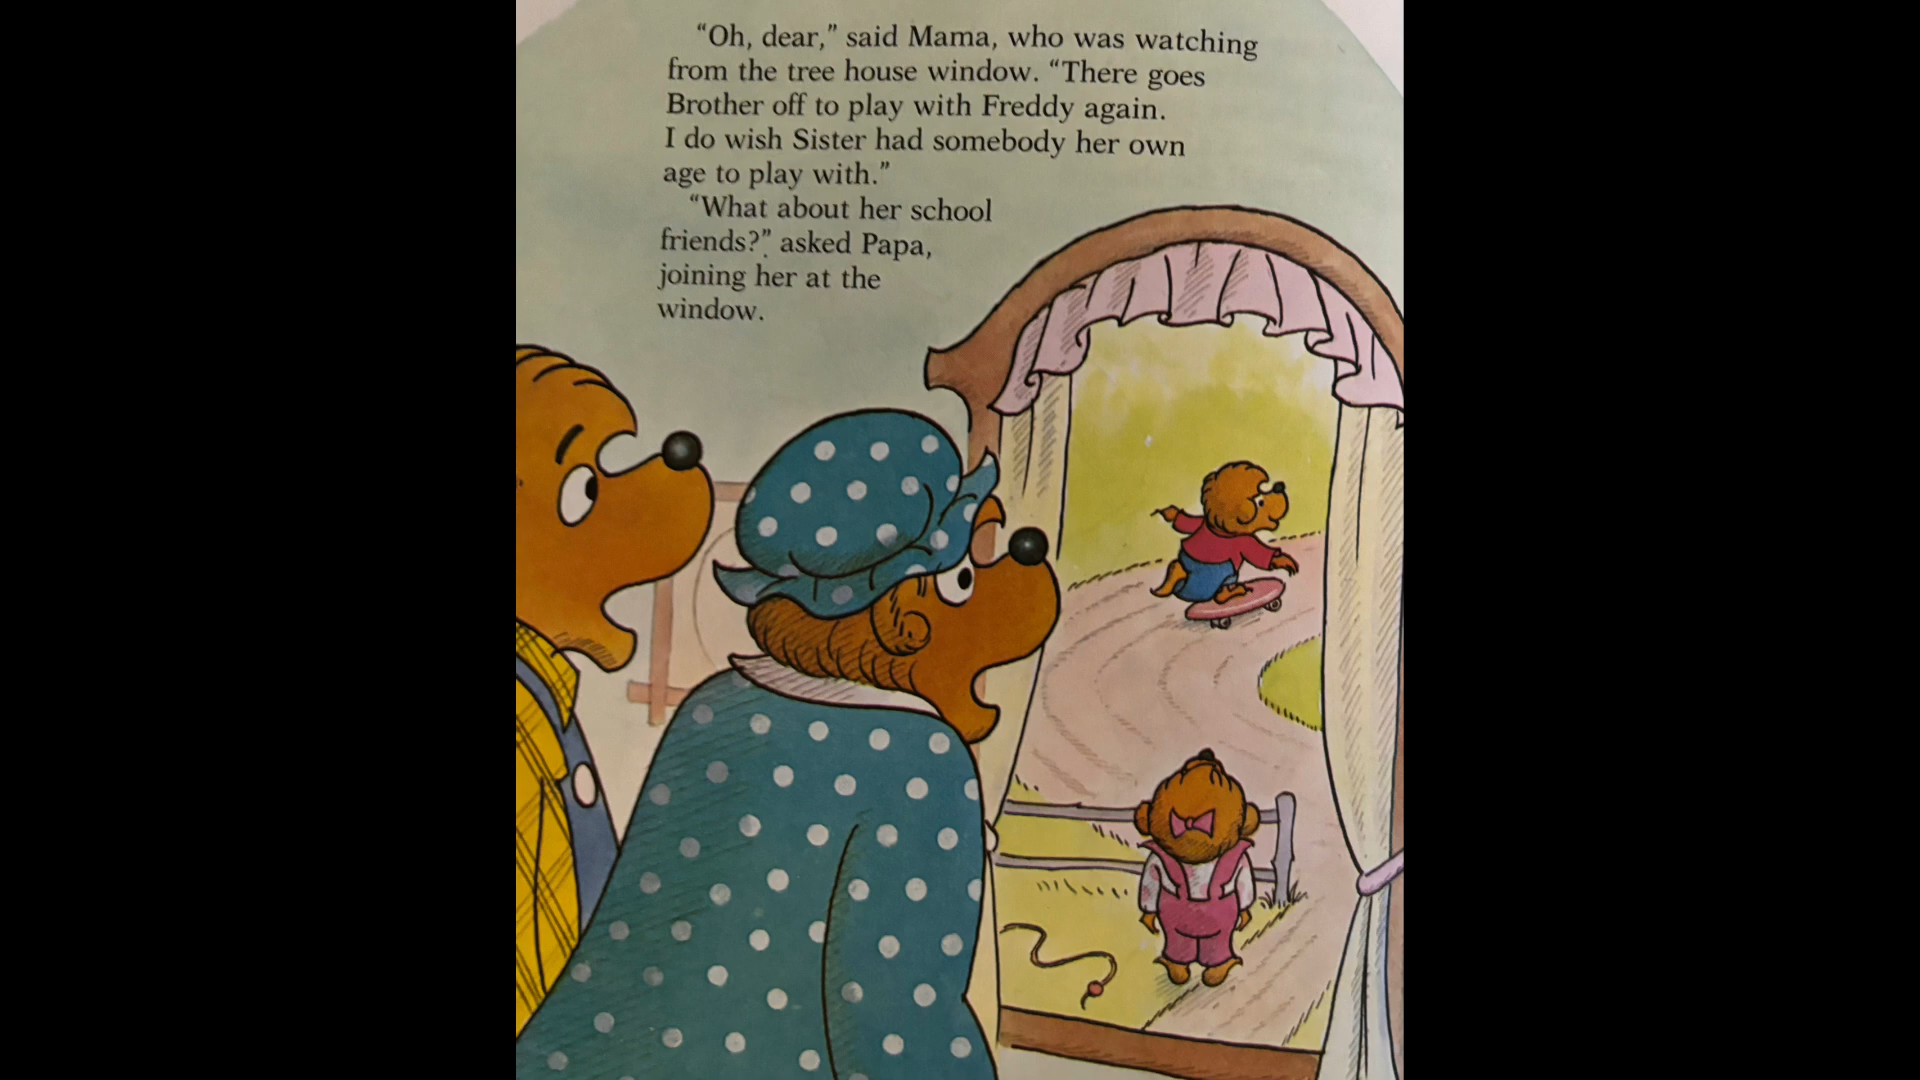 “Oh, dear,” said Mama, who was watching
from the tree house window. “There goes
Brother off to play with Freddy again.
I do wish Sister had somebody her own
age to play with.”
“What about her school
friends?” asked Papa,
joining her at the
window.